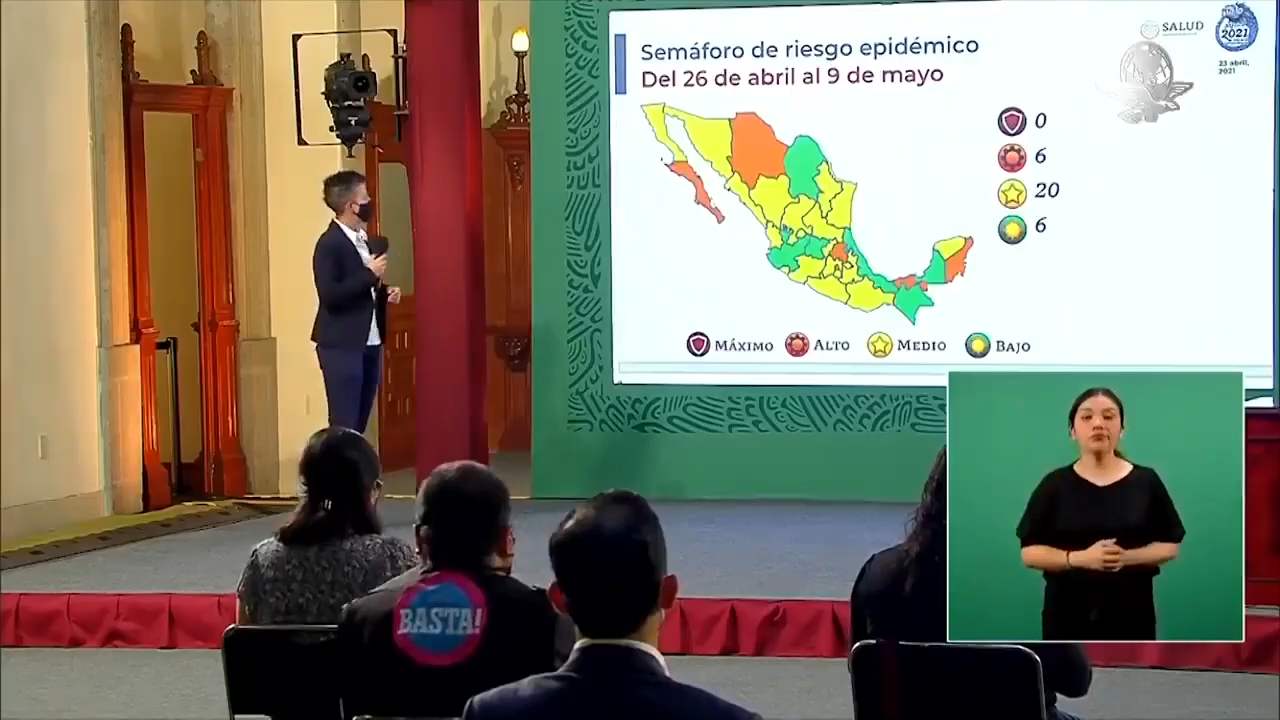 Semáforo de riesgo epidémico
Del 26 de abril al 9 de mayo
SALUD
2021
23 abril,
2021
0
6
20
6
MÁXIMO
ALTO
MEDIO
BAJO
BASTA!